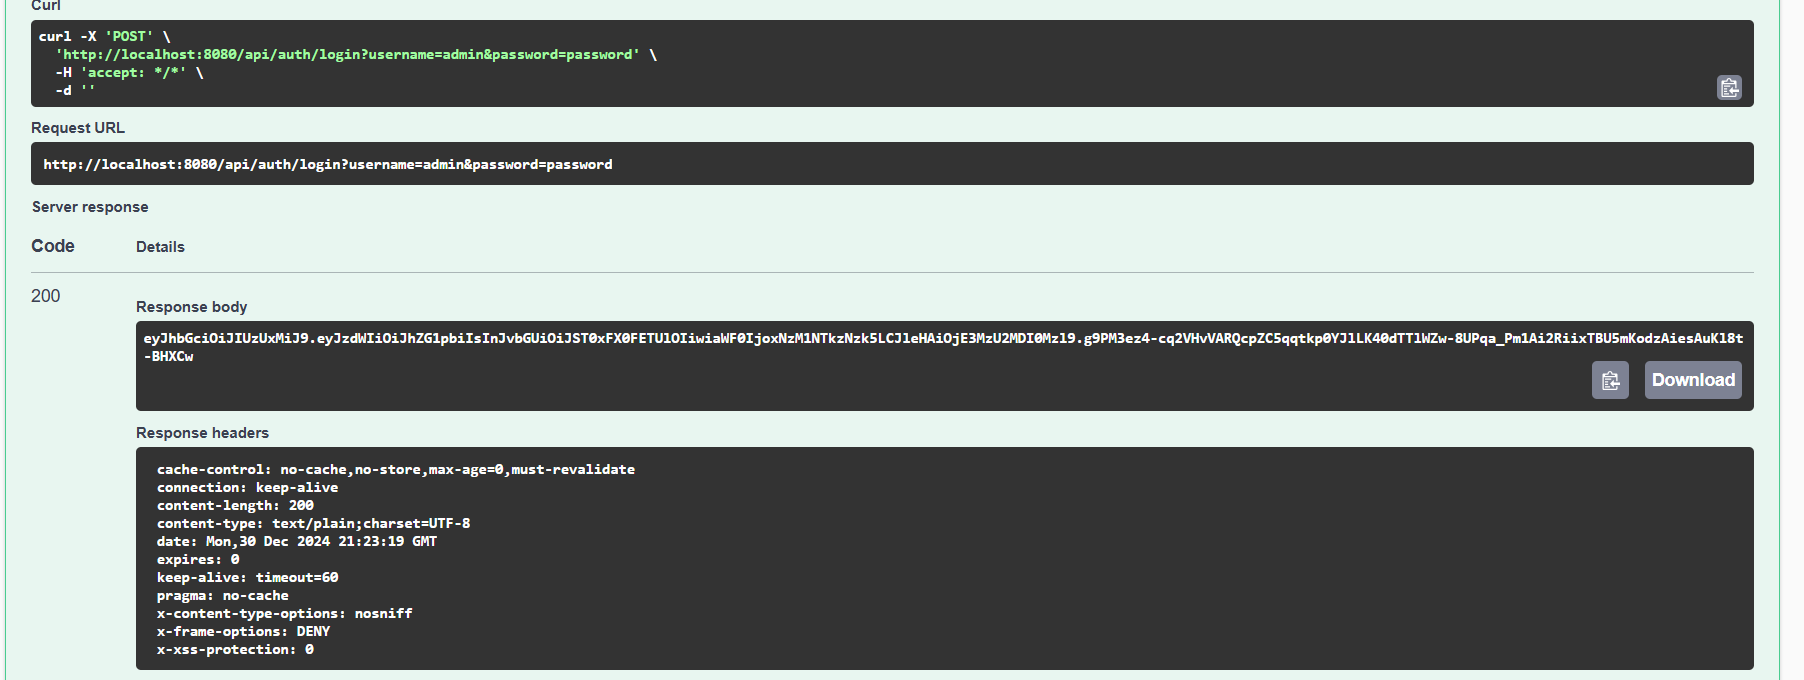 Curl
curl -X 'POST' \
'http://localhost:8080/api/auth/login?username=admin&password=password' \
-H 'accept: */*' \
-d ''
Request URL
http://localhost:8080/api/auth/login?username=admin&password=password
Server response
Code Details
200
Response body
eyJhbGciOiJIUzUxMiJ9.eyJzdWIiOiJhZG1pbiIsInJvbGUiOiJST0xFX0FETUlOIiwiaWF0IjoxNzM1NTkzNzk5LCJleHAiOjE3MzU2MDI0Mzl9.g9PM3ez4-cq2VHvVARQcpZC5qqtkp0YJlLK40dTTlWZw-8UPqa_PmlAi2RiixTBU5mKodzAiesAuKl8t
-BHXCw
Download
Response headers
cache-control: no-cache,no-store,max-age=0,must-revalidate
connection: keep-alive
content-length: 200
content-type: text/plain;charset=UTF-8
date: Mon,30 Dec 2024 21:23:19 GMT
expires: 0
keep-alive: timeout=60
pragma: no-cache
x-content-type-options: nosniff
x-frame-options: DENY
x-xss-protection: 0